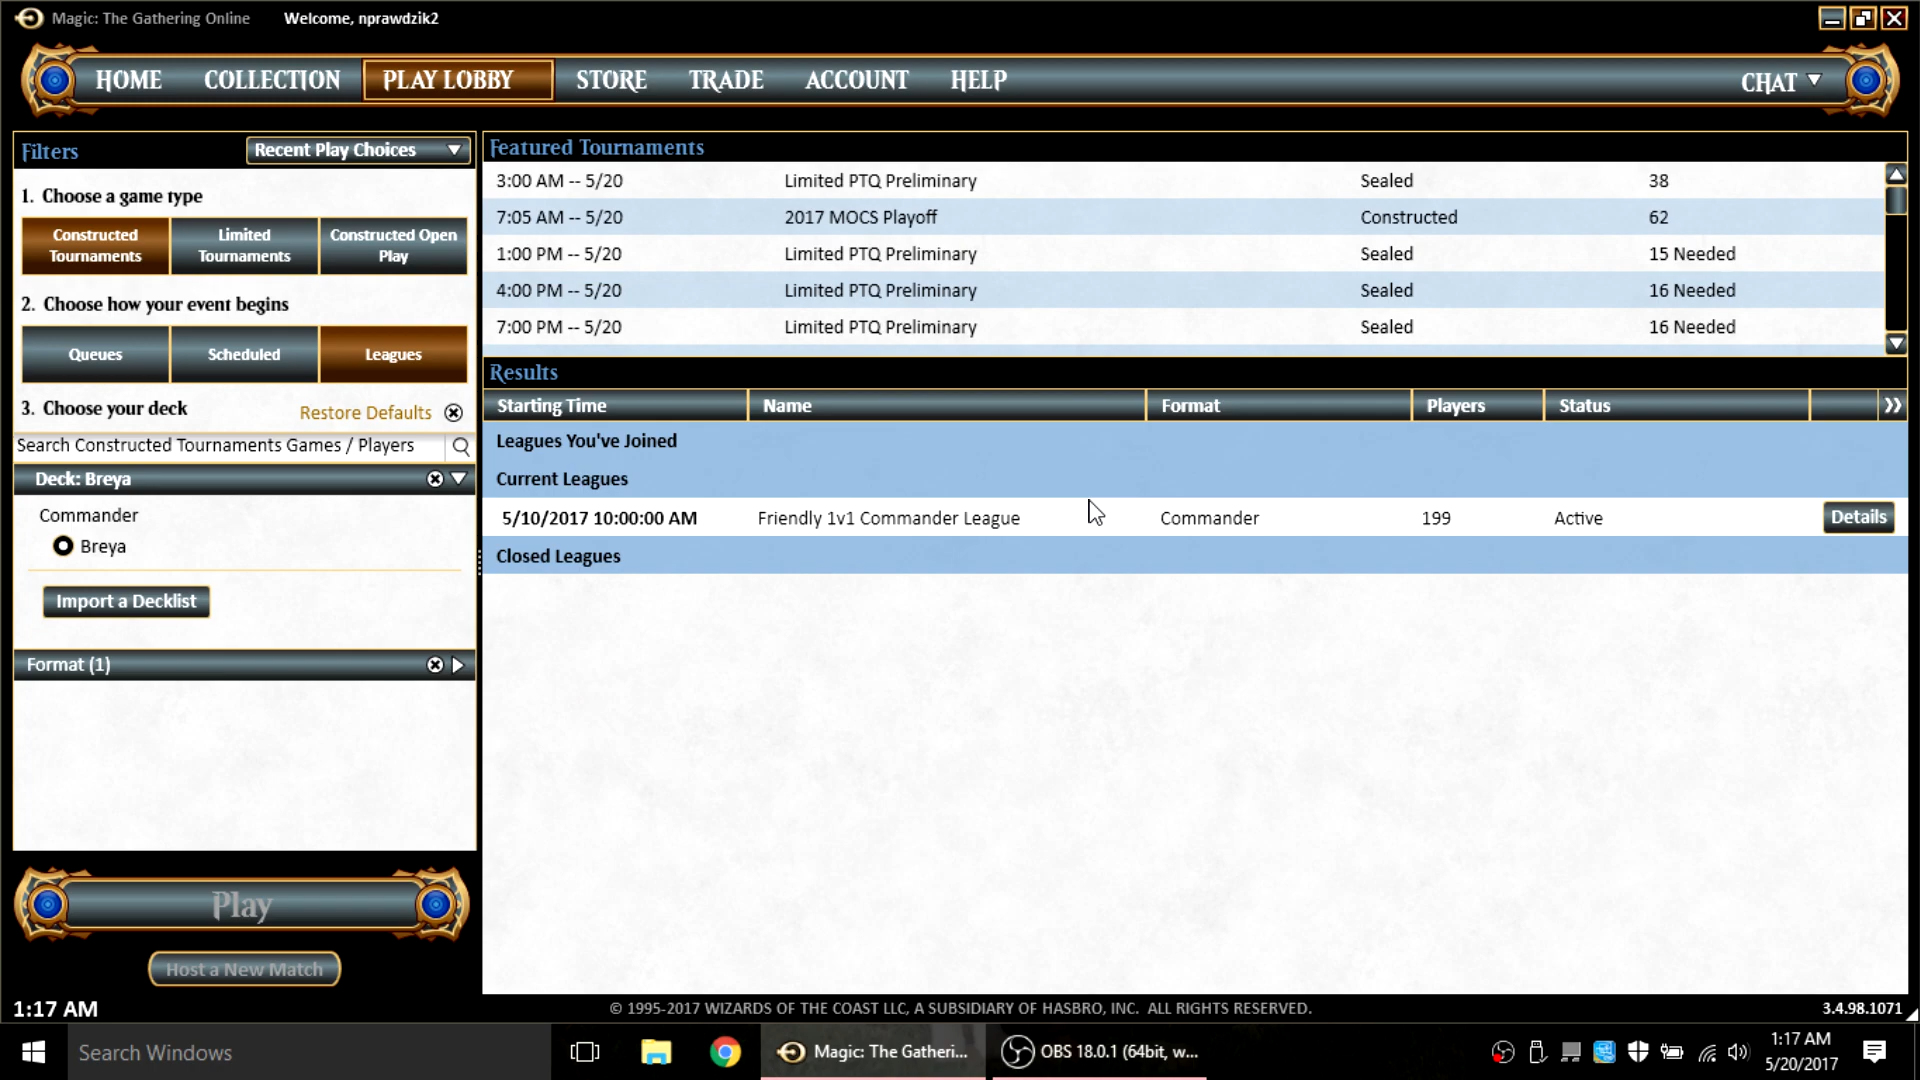 Magic: The Gathering Online Welcome, nprawdzik2
HOME COLLECTION PLAY LOBBY STORE TRADE ACCOUNT HELP CHAT
Filters Recent Play Choices
1. Choose a game type
Constructed Tournaments
Limited Tournaments
Constructed Open Play
2. Choose how your event begins
Queues Scheduled Leagues
3. Choose your deck Restore Defaults
Search Constructed Tournaments Games / Players
Deck: Breya
Commander
Breya
Import a Decklist
Format (1)
Play
Host a New Match
1:17 AM
Featured Tournaments
3:00 AM -- 5/20 Limited PTQ Preliminary Sealed 38
7:05 AM -- 5/20 2017 MOCS Playoff Constructed 62
1:00 PM -- 5/20 Limited PTQ Preliminary Sealed 15 Needed
4:00 PM -- 5/20 Limited PTQ Preliminary Sealed 16 Needed
7:00 PM -- 5/20 Limited PTQ Preliminary Sealed 16 Needed
Results
Starting Time Name Format Players Status
Leagues You've Joined
Current Leagues
5/10/2017 10:00:00 AM Friendly 1v1 Commander League Commander 199 Active Details
Closed Leagues
© 1995-2017 WIZARDS OF THE COAST LLC, A SUBSIDIARY OF HASBRO, INC. ALL RIGHTS RESERVED.
3.4.98.1071
Search Windows
Magic: The Gatheri...
OBS 18.0.1 (64bit, w...
1:17 AM
5/20/2017